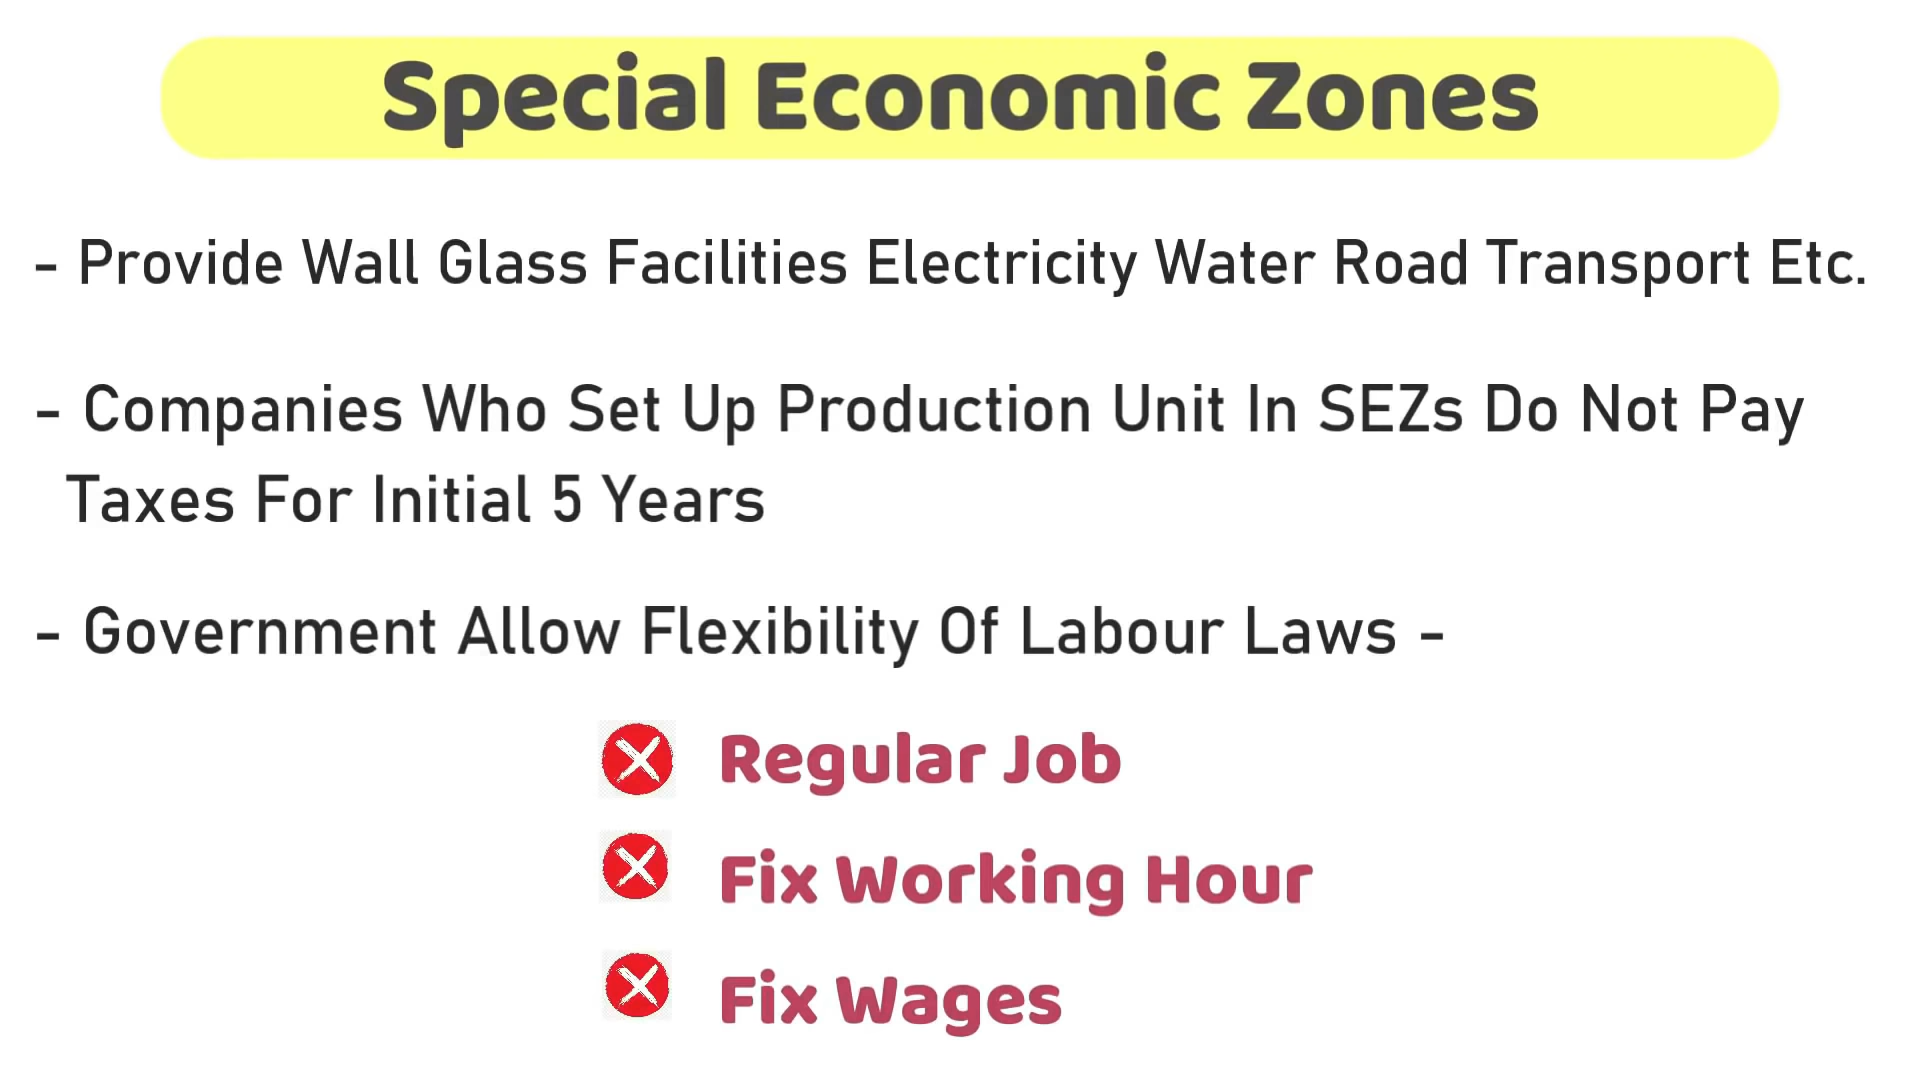 Special Economic Zones
- Provide Wall Glass Facilities Electricity Water Road Transport Etc.
- Companies Who Set Up Production Unit In SEZs Do Not Pay
Taxes For Initial 5 Years
- Government Allow Flexibility Of Labour Laws -
Regular Job
Fix Working Hour
Fix Wages